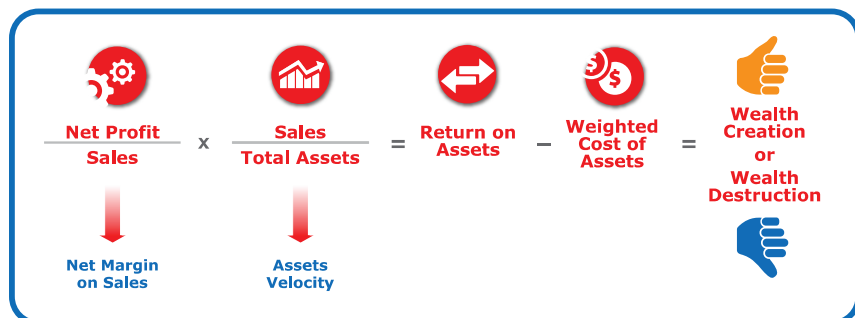 Net Profit
Sales
x
Sales
Total Assets
=
Return on
Assets
–
$
$
Weighted
Cost of
Assets
=
Wealth
Creation
or
Wealth
Destruction
Net Margin
on Sales
Assets
Velocity